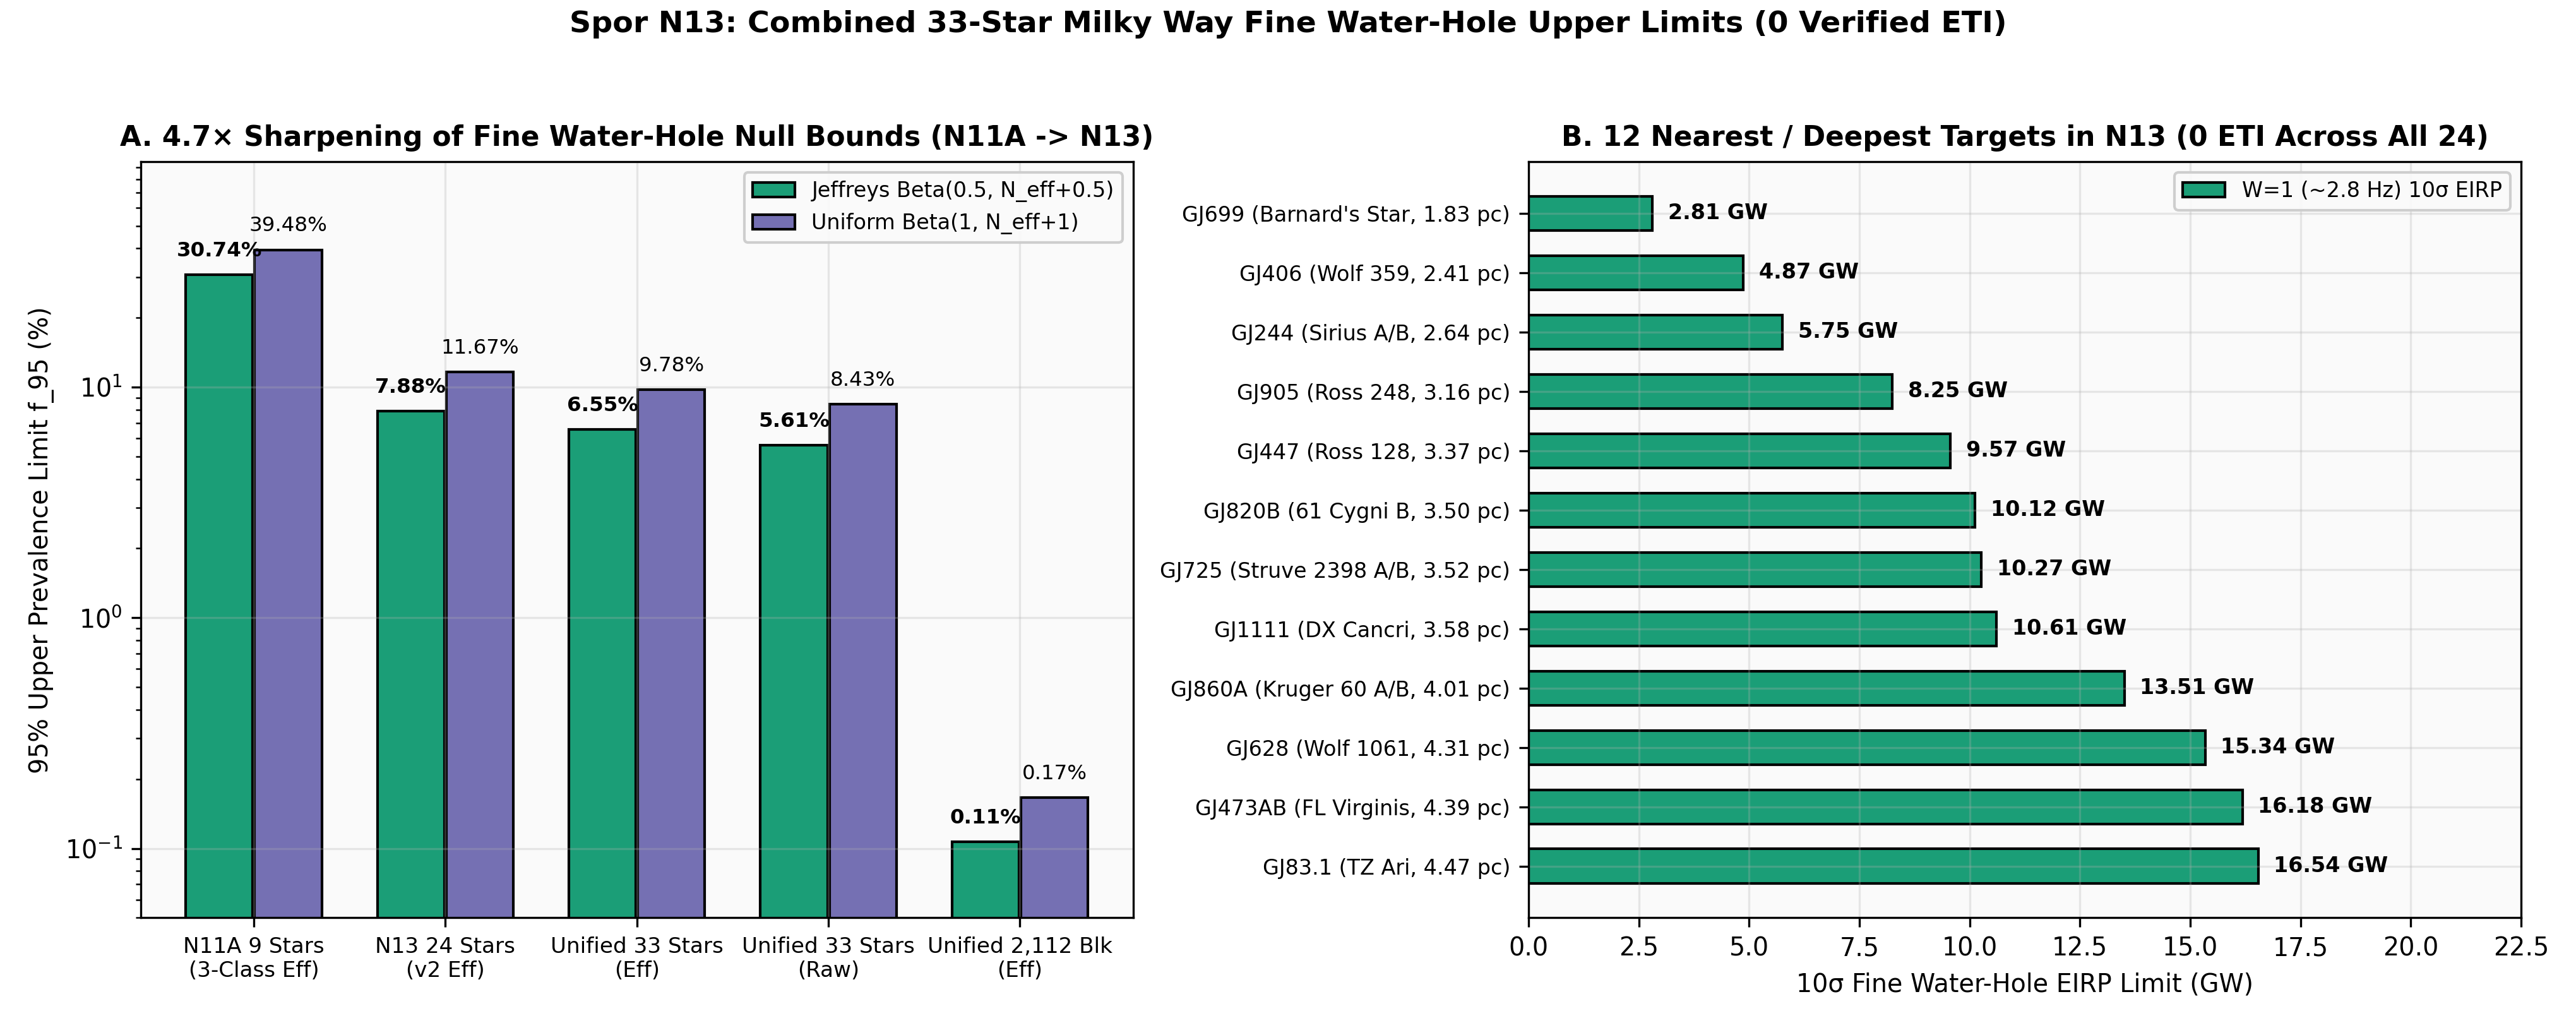 Spor N13: Combined 33-Star Milky Way Fine Water-Hole Upper Limits (0 Verified ETI)
A. 4.7× Sharpening of Fine Water-Hole Null Bounds (N11A -> N13)
Jeffreys Beta(0.5, N_eff+0.5)
Uniform Beta(1, N_eff+1)
95% Upper Prevalence Limit f_95 (%)
10¹
10⁰
10⁻¹
30.74%
39.48%
7.88%
11.67%
6.55%
9.78%
5.61%
8.43%
0.11%
0.17%
N11A 9 Stars
(3-Class Eff)
N13 24 Stars
(v2 Eff)
Unified 33 Stars
(Eff)
Unified 33 Stars
(Raw)
Unified 2,112 Blk
(Eff)
B. 12 Nearest / Deepest Targets in N13 (0 ETI Across All 24)
W=1 (~2.8 Hz) 10σ EIRP
GJ699 (Barnard's Star, 1.83 pc) 2.81 GW
GJ406 (Wolf 359, 2.41 pc) 4.87 GW
GJ244 (Sirius A/B, 2.64 pc) 5.75 GW
GJ905 (Ross 248, 3.16 pc) 8.25 GW
GJ447 (Ross 128, 3.37 pc) 9.57 GW
GJ820B (61 Cygni B, 3.50 pc) 10.12 GW
GJ725 (Struve 2398 A/B, 3.52 pc) 10.27 GW
GJ1111 (DX Cancri, 3.58 pc) 10.61 GW
GJ860A (Kruger 60 A/B, 4.01 pc) 13.51 GW
GJ628 (Wolf 1061, 4.31 pc) 15.34 GW
GJ473AB (FL Virginis, 4.39 pc) 16.18 GW
GJ83.1 (TZ Ari, 4.47 pc) 16.54 GW
0.0 2.5 5.0 7.5 10.0 12.5 15.0 17.5 20.0 22.5
10σ Fine Water-Hole EIRP Limit (GW)